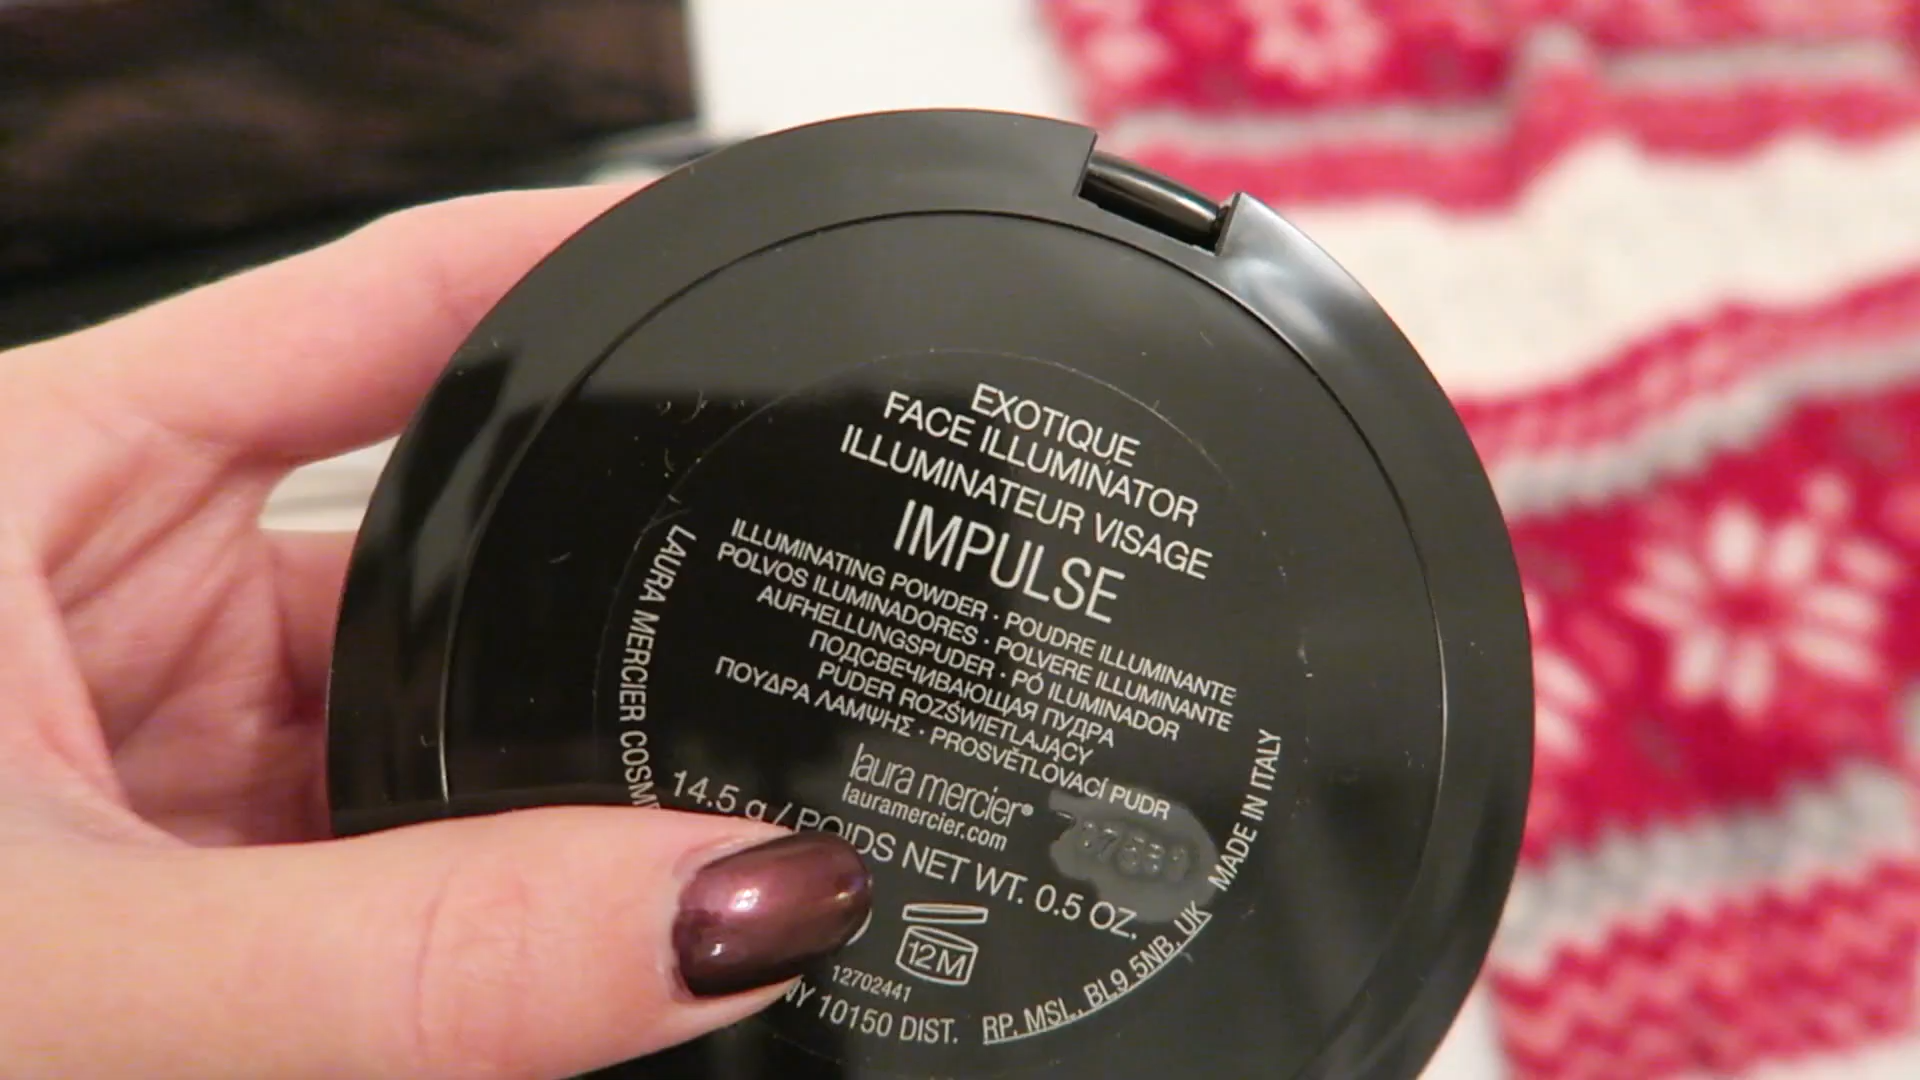 EXOTIQUE
FACE ILLUMINATOR
ILLUMINATEUR VISAGE
IMPULSE
ILLUMINATING POWDER · POUDRE ILLUMINANTE
POLVOS ILUMINADORES · POLVERE ILLUMINANTE
AUFHELLUNGSPUDER · PÓ ILUMINADOR
ПОДСВЕЧИВАЮЩАЯ ПУДРА
PUDER ROZŚWIETLAJĄCY
ΠΟΥΔΡΑ ΛΑΜΨΗΣ · PROSVĚTLOVACÍ PUDR
laura mercier®
lauramercier.com
14.5 g / POIDS NET WT. 0.5 OZ.
12M
12702441
LAURA MERCIER
NY 10150 DIST.
RP. MSL., BL9 5NB, UK
MADE IN ITALY